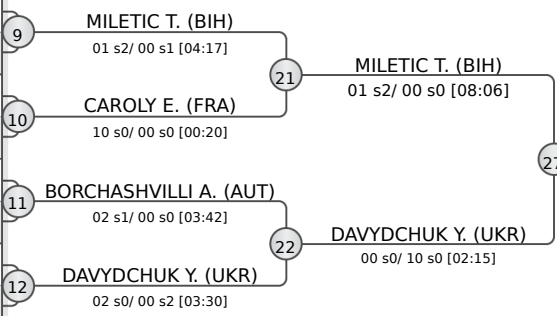 9
MILETIC T. (BIH)
01 s2/ 00 s1 [04:17]
21
MILETIC T. (BIH)
01 s2/ 00 s0 [08:06]
10
CAROLY E. (FRA)
10 s0/ 00 s0 [00:20]
27
11
BORCHASHVILLI A. (AUT)
02 s1/ 00 s0 [03:42]
22
DAVYDCHUK Y. (UKR)
00 s0/ 10 s0 [02:15]
12
DAVYDCHUK Y. (UKR)
02 s0/ 00 s2 [03:30]